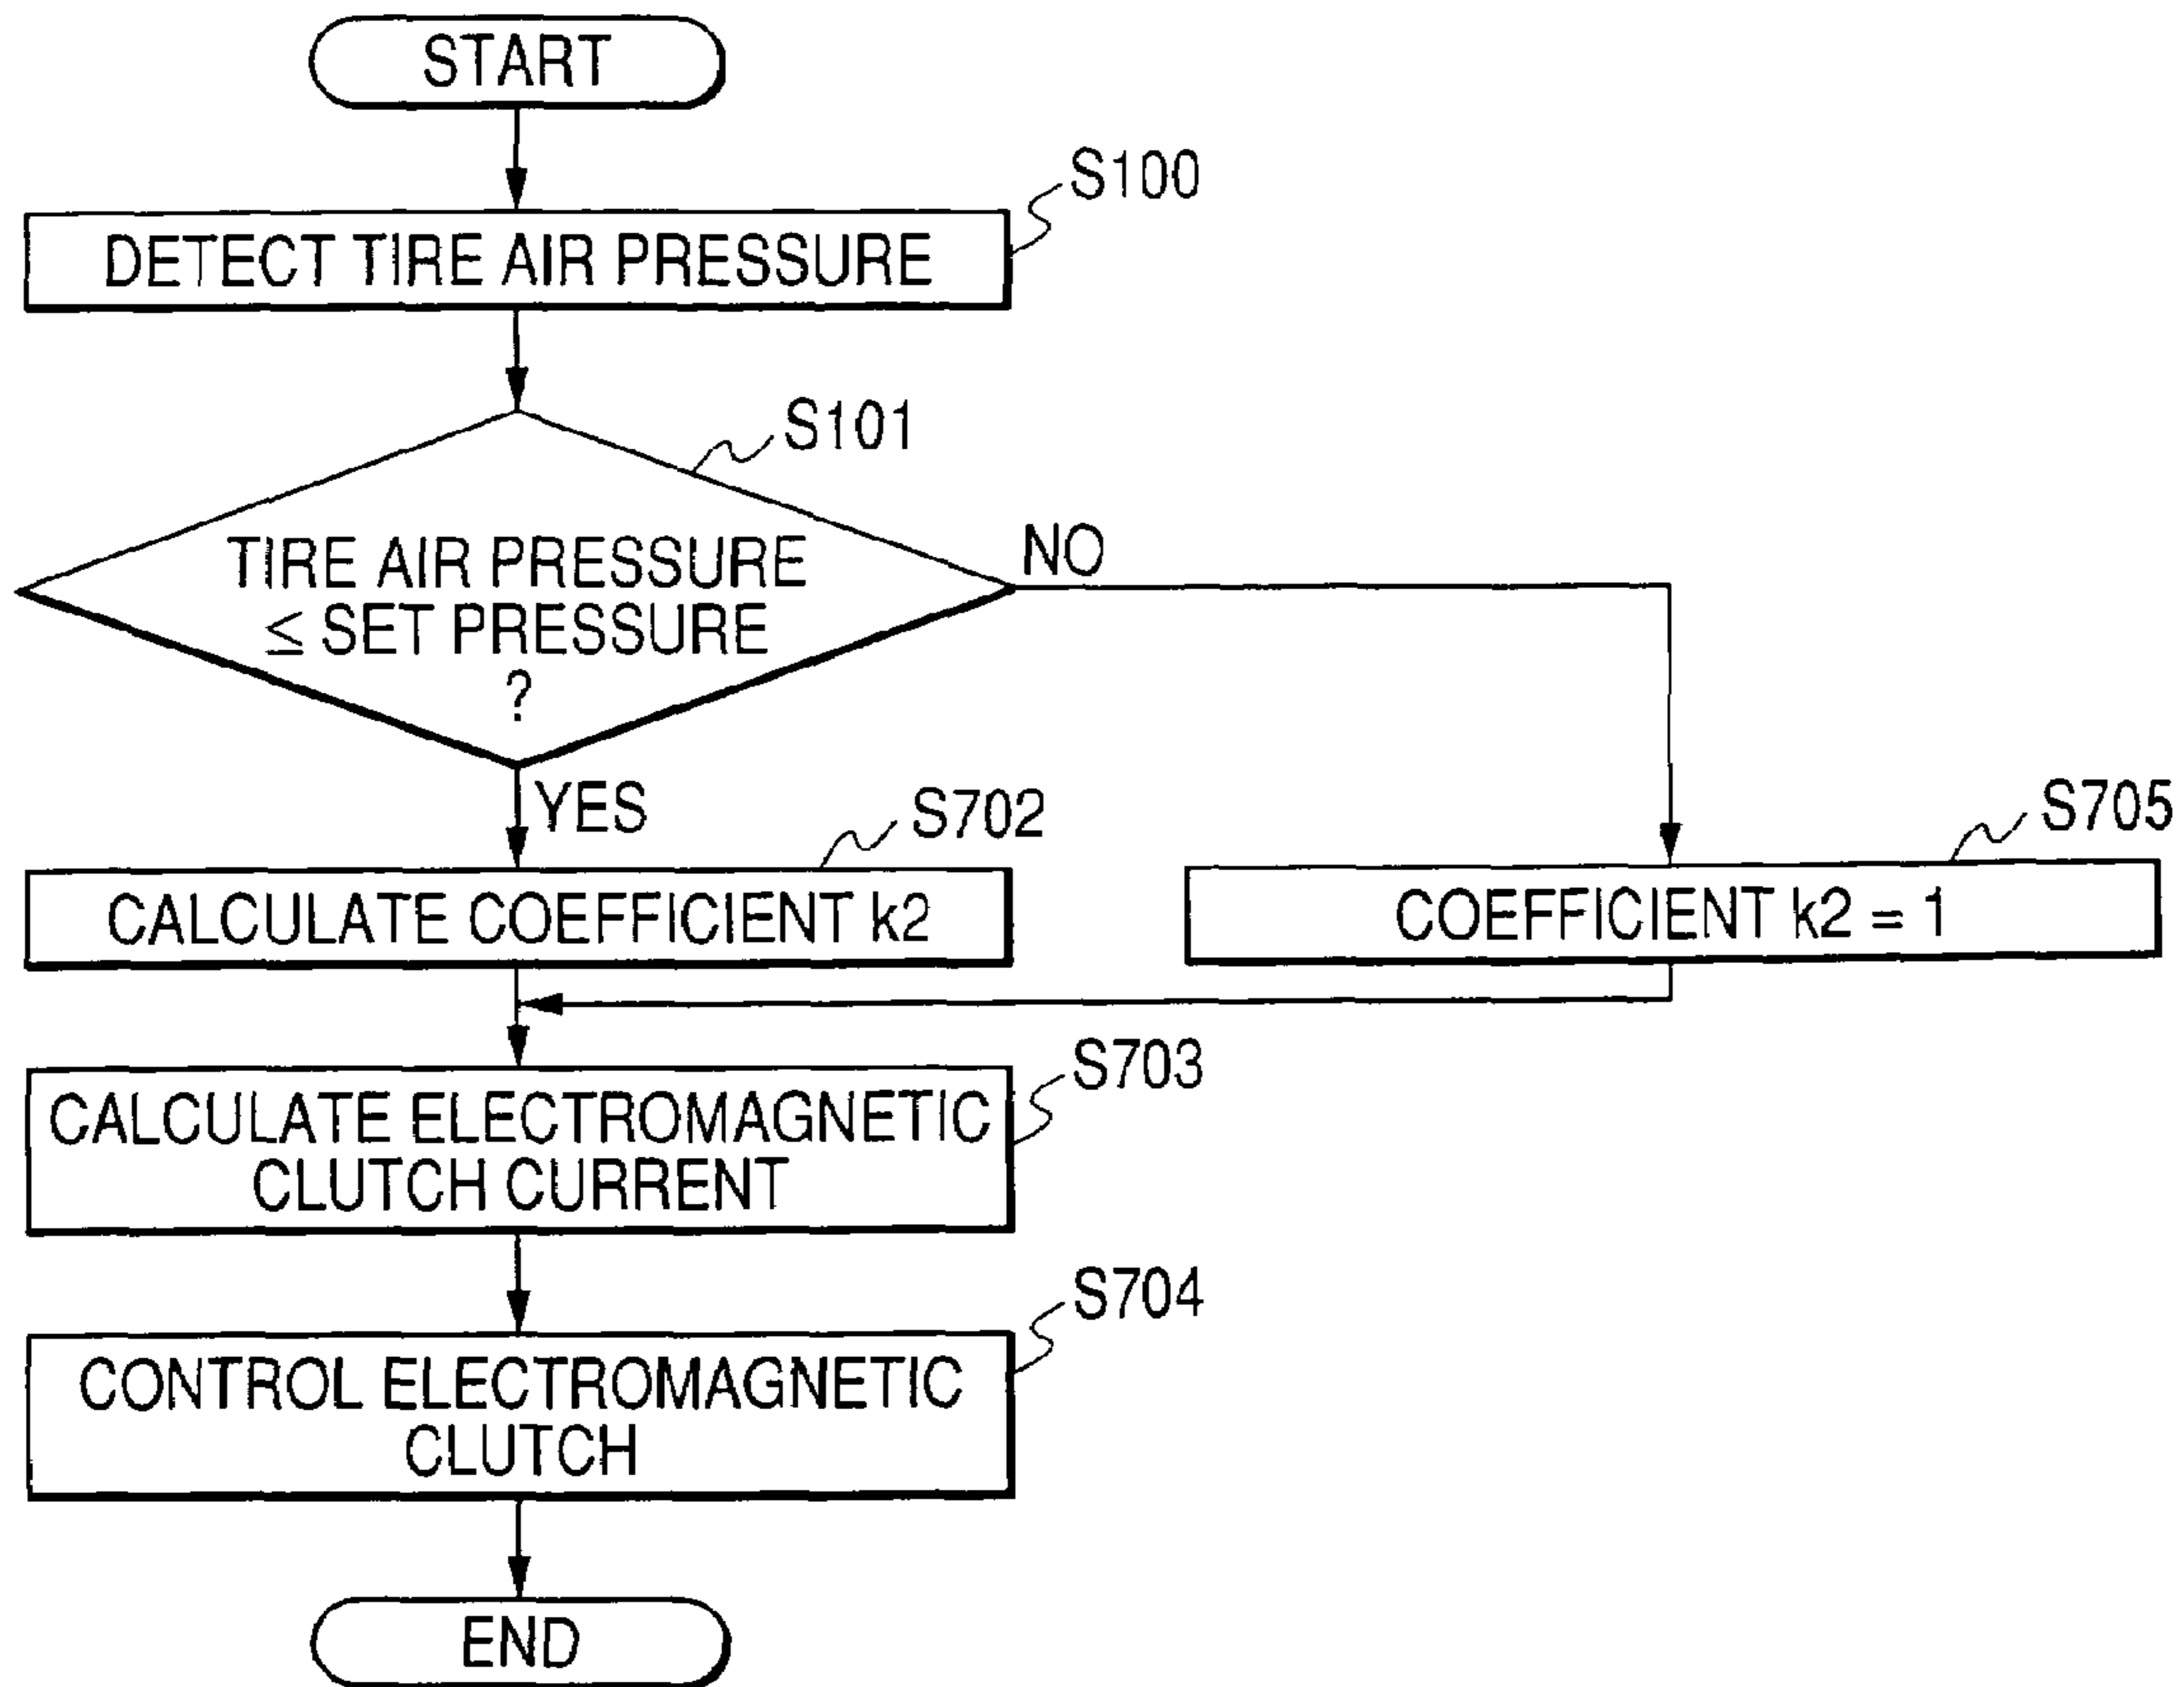 START
S100
DETECT TIRE AIR PRESSURE
S101
TIRE AIR PRESSURE
≤ SET PRESSURE
?
NO
YES
S702
CALCULATE COEFFICIENT k2
S705
COEFFICIENT k2 = 1
S703
CALCULATE ELECTROMAGNETIC
CLUTCH CURRENT
S704
CONTROL ELECTROMAGNETIC
CLUTCH
END